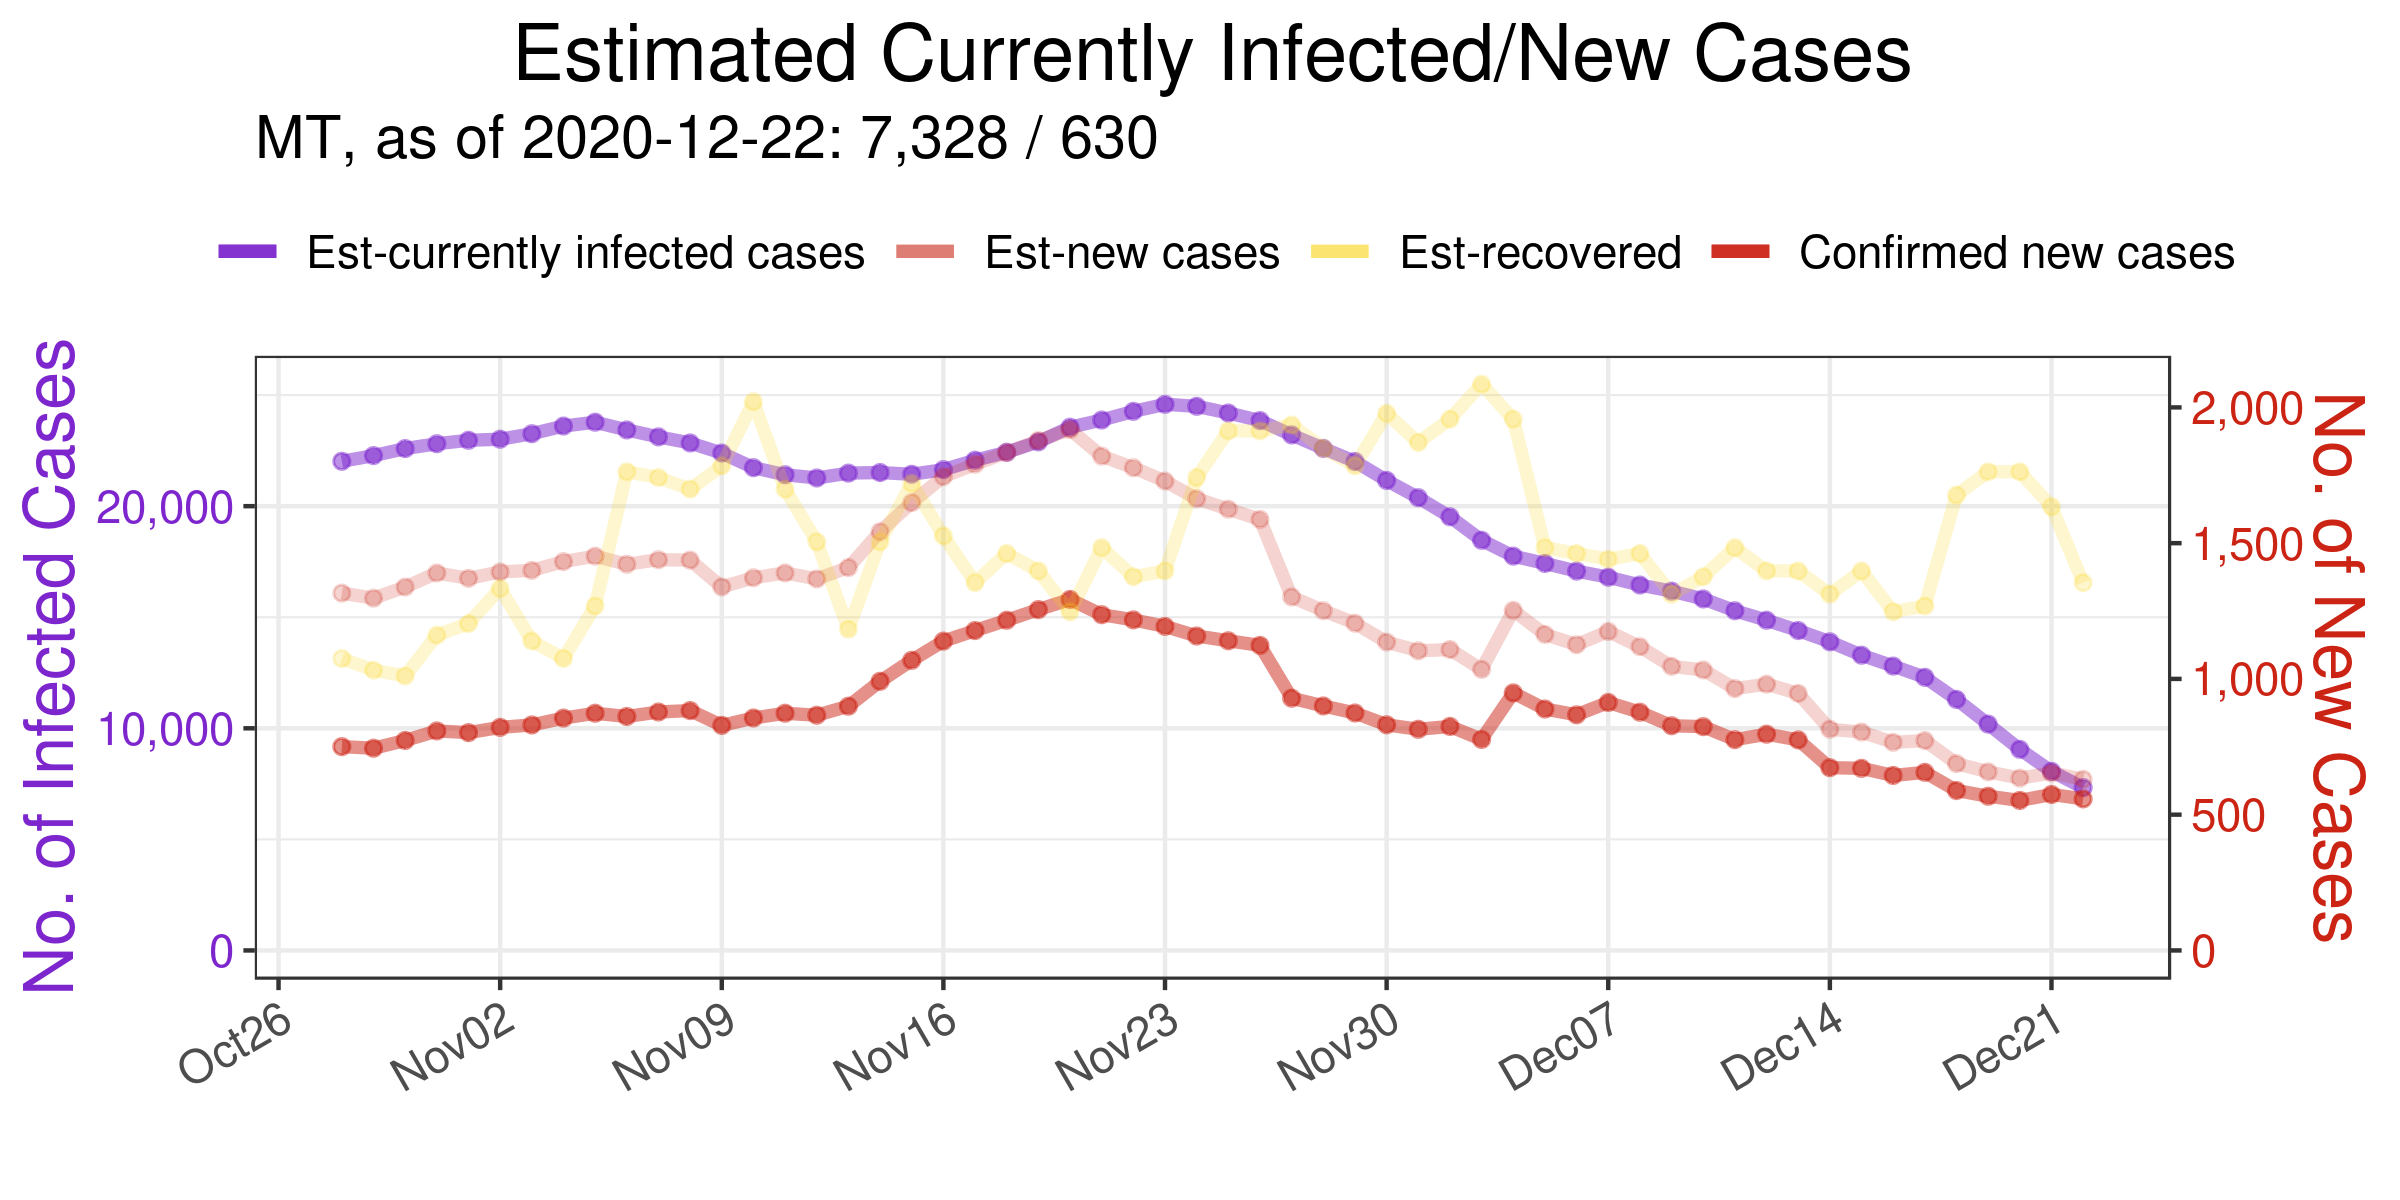 Estimated Currently Infected/New Cases
MT, as of 2020-12-22: 7,328 / 630
Est-currently infected cases
Est-new cases
Est-recovered
Confirmed new cases
No. of Infected Cases
20,000
10,000
0
2,000
1,500
1,000
500
0
No. of New Cases
Oct26
Nov02
Nov09
Nov16
Nov23
Nov30
Dec07
Dec14
Dec21